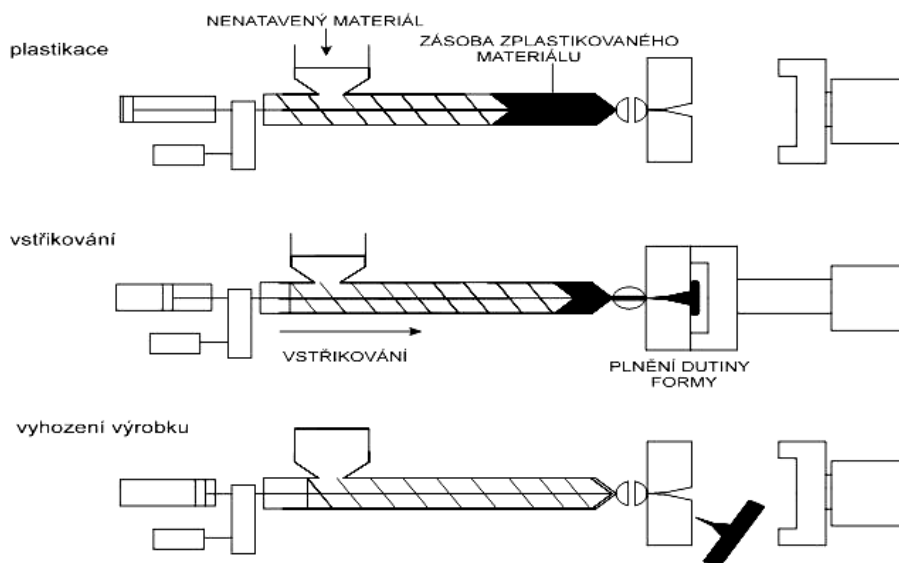 NENATAVENÝ MATERIÁL
plastikace
ZÁSOBA ZPLASTIKOVANÉHO
MATERIÁLU
vstřikování
VSTŘIKOVÁNÍ
PLNĚNÍ DUTINY
FORMY
vyhození výrobku